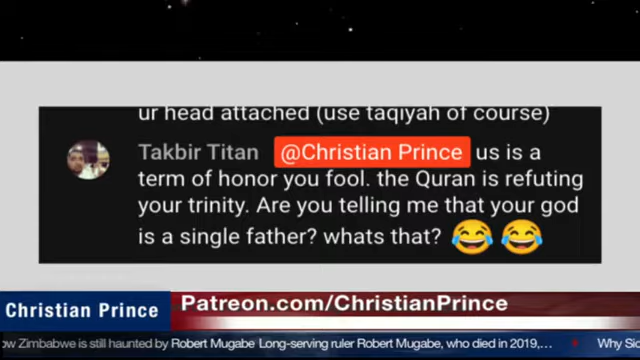 ur head attached (use taqiyah of course)
Takbir Titan @Christian Prince us is a
term of honor you fool. the Quran is refuting
your trinity. Are you telling me that your god
is a single father? whats that? 😂 😂
Christian Prince
Patreon.com/ChristianPrince
ow Zimbabwe is still haunted by Robert Mugabe Long-serving ruler Robert Mugabe, who died in 2019,... Why Sic